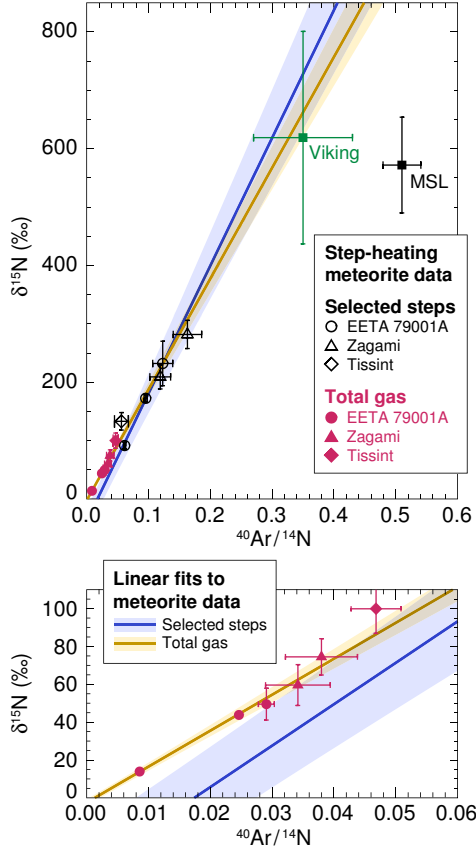 800
600
400
200
0
δ¹⁵N (‰)
Viking
MSL
Step-heating
meteorite data
Selected steps
EETA 79001A
Zagami
Tissint
Total gas
EETA 79001A
Zagami
Tissint
0.0 0.1 0.2 0.3 0.4 0.5 0.6
⁴⁰Ar/¹⁴N
Linear fits to
meteorite data
Selected steps
Total gas
100
80
60
40
20
0
δ¹⁵N (‰)
0.00 0.01 0.02 0.03 0.04 0.05 0.06
⁴⁰Ar/¹⁴N